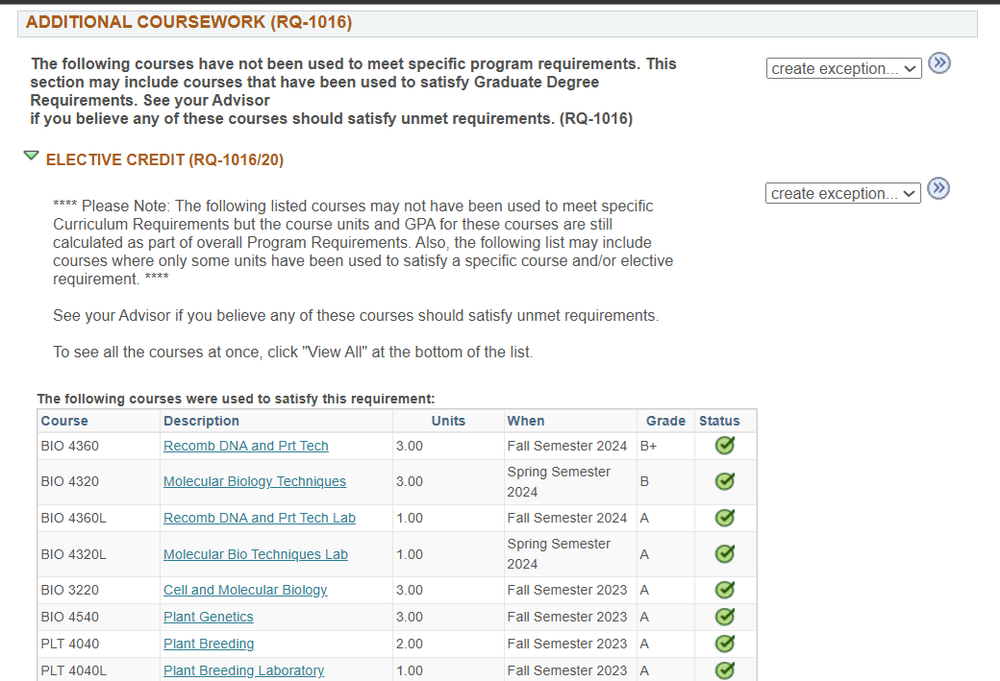 ADDITIONAL COURSEWORK (RQ-1016)
The following courses have not been used to meet specific program requirements. This
section may include courses that have been used to satisfy Graduate Degree
Requirements. See your Advisor
if you believe any of these courses should satisfy unmet requirements. (RQ-1016)
create exception...
ELECTIVE CREDIT (RQ-1016/20)
create exception...
**** Please Note: The following listed courses may not have been used to meet specific
Curriculum Requirements but the course units and GPA for these courses are still
calculated as part of overall Program Requirements. Also, the following list may include
courses where only some units have been used to satisfy a specific course and/or elective
requirement. ****
See your Advisor if you believe any of these courses should satisfy unmet requirements.
To see all the courses at once, click "View All" at the bottom of the list.
The following courses were used to satisfy this requirement:
Course Description Units When Grade Status
BIO 4360 Recomb DNA and Prt Tech 3.00 Fall Semester 2024 B+
BIO 4320 Molecular Biology Techniques 3.00 Spring Semester 2024 B
BIO 4360L Recomb DNA and Prt Tech Lab 1.00 Fall Semester 2024 A
BIO 4320L Molecular Bio Techniques Lab 1.00 Spring Semester 2024 A
BIO 3220 Cell and Molecular Biology 3.00 Fall Semester 2023 A
BIO 4540 Plant Genetics 3.00 Fall Semester 2023 A
PLT 4040 Plant Breeding 2.00 Fall Semester 2023 A
PLT 4040L Plant Breeding Laboratory 1.00 Fall Semester 2023 A